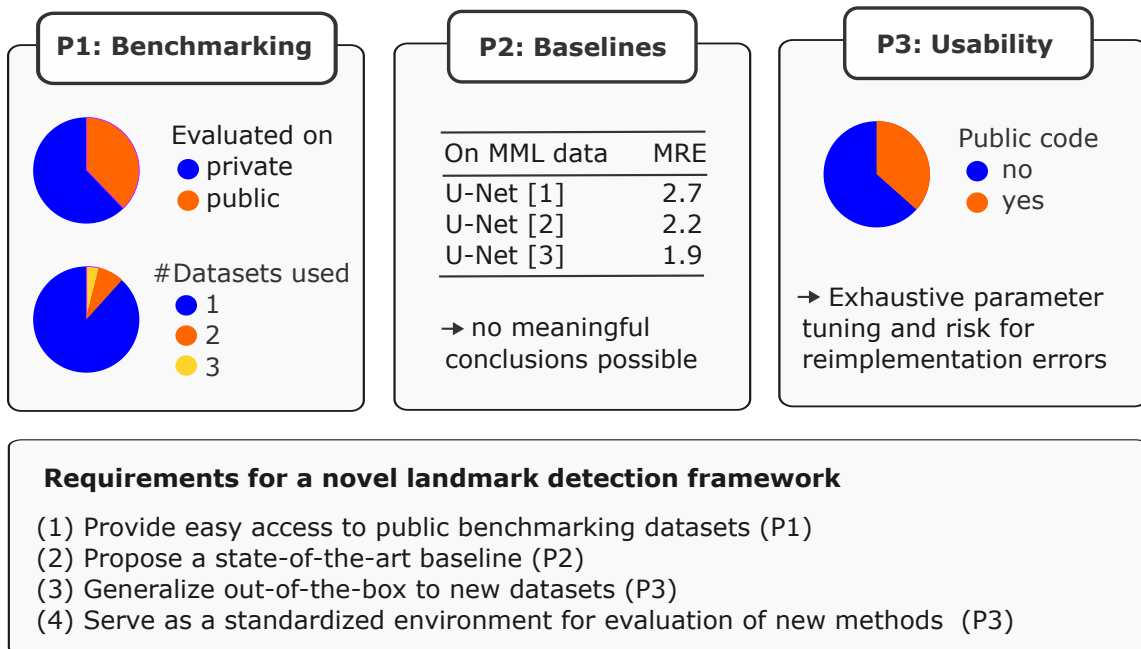 P1: Benchmarking
Evaluated on
private
public
#Datasets used
1
2
3
P2: Baselines
On MML data MRE
U-Net [1] 2.7
U-Net [2] 2.2
U-Net [3] 1.9
→ no meaningful
conclusions possible
P3: Usability
Public code
no
yes
→ Exhaustive parameter
tuning and risk for
reimplementation errors
Requirements for a novel landmark detection framework
(1) Provide easy access to public benchmarking datasets (P1)
(2) Propose a state-of-the-art baseline (P2)
(3) Generalize out-of-the-box to new datasets (P3)
(4) Serve as a standardized environment for evaluation of new methods (P3)